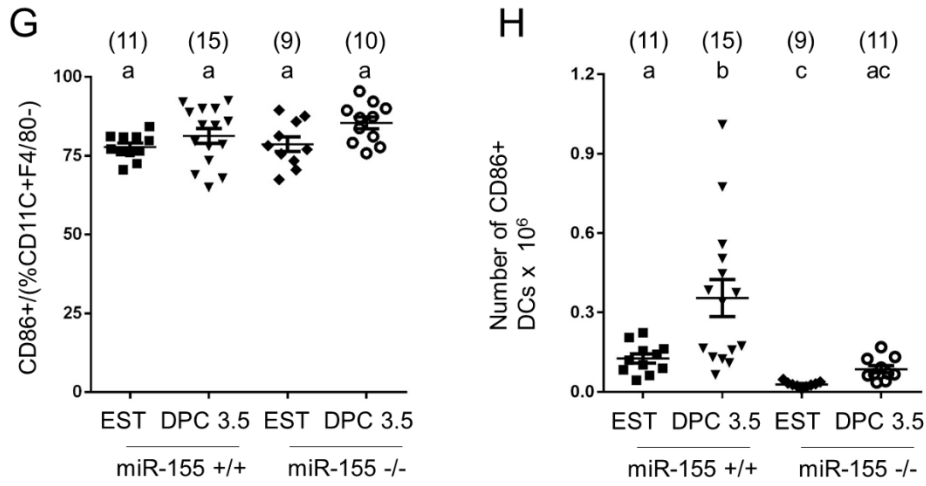 G
(11) (15) (9) (10)
a a a a
CD86+/(%CD11C+F4/80-)
100
75
50
25
0
EST DPC 3.5 EST DPC 3.5
miR-155 +/+ miR-155 -/-
H
(11) (15) (9) (11)
a b c ac
Number of CD86+
DCs x 10⁶
1.2
0.9
0.6
0.3
0.0
EST DPC 3.5 EST DPC 3.5
miR-155 +/+ miR-155 -/-